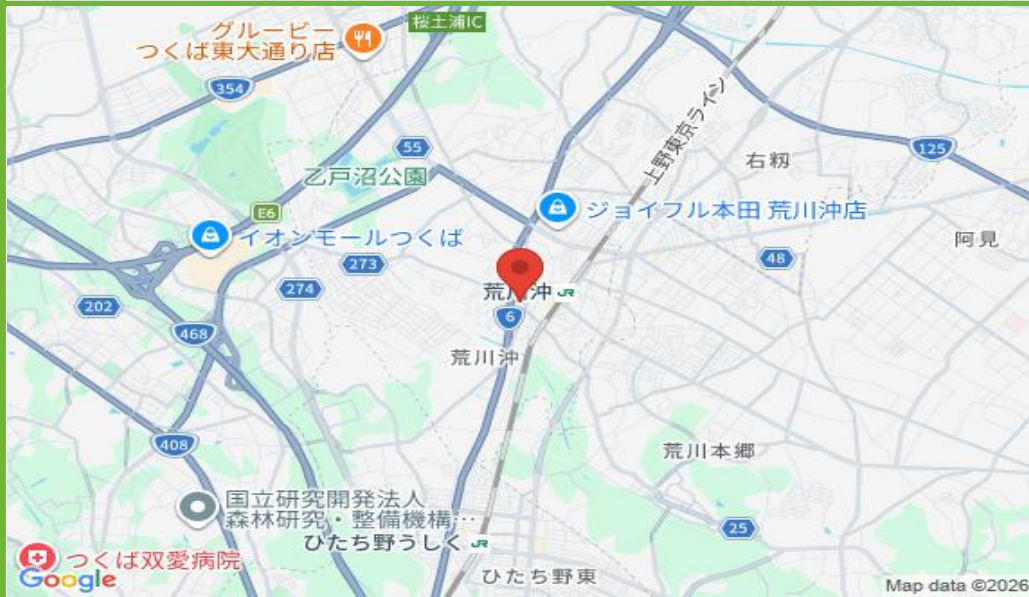 グルービー
つくば東大通り店
桜土浦IC
354
上野東京ライン
55
125
右籾
乙戸沼公園
E6
ジョイフル本田 荒川沖店
イオンモールつくば
阿見
273
48
274
荒川沖 JR
202
6
468
荒川沖
408
荒川本郷
国立研究開発法人
森林研究・整備機構…
25
ひたち野うしく JR
つくば双愛病院
Google
ひたち野東
Map data ©2026